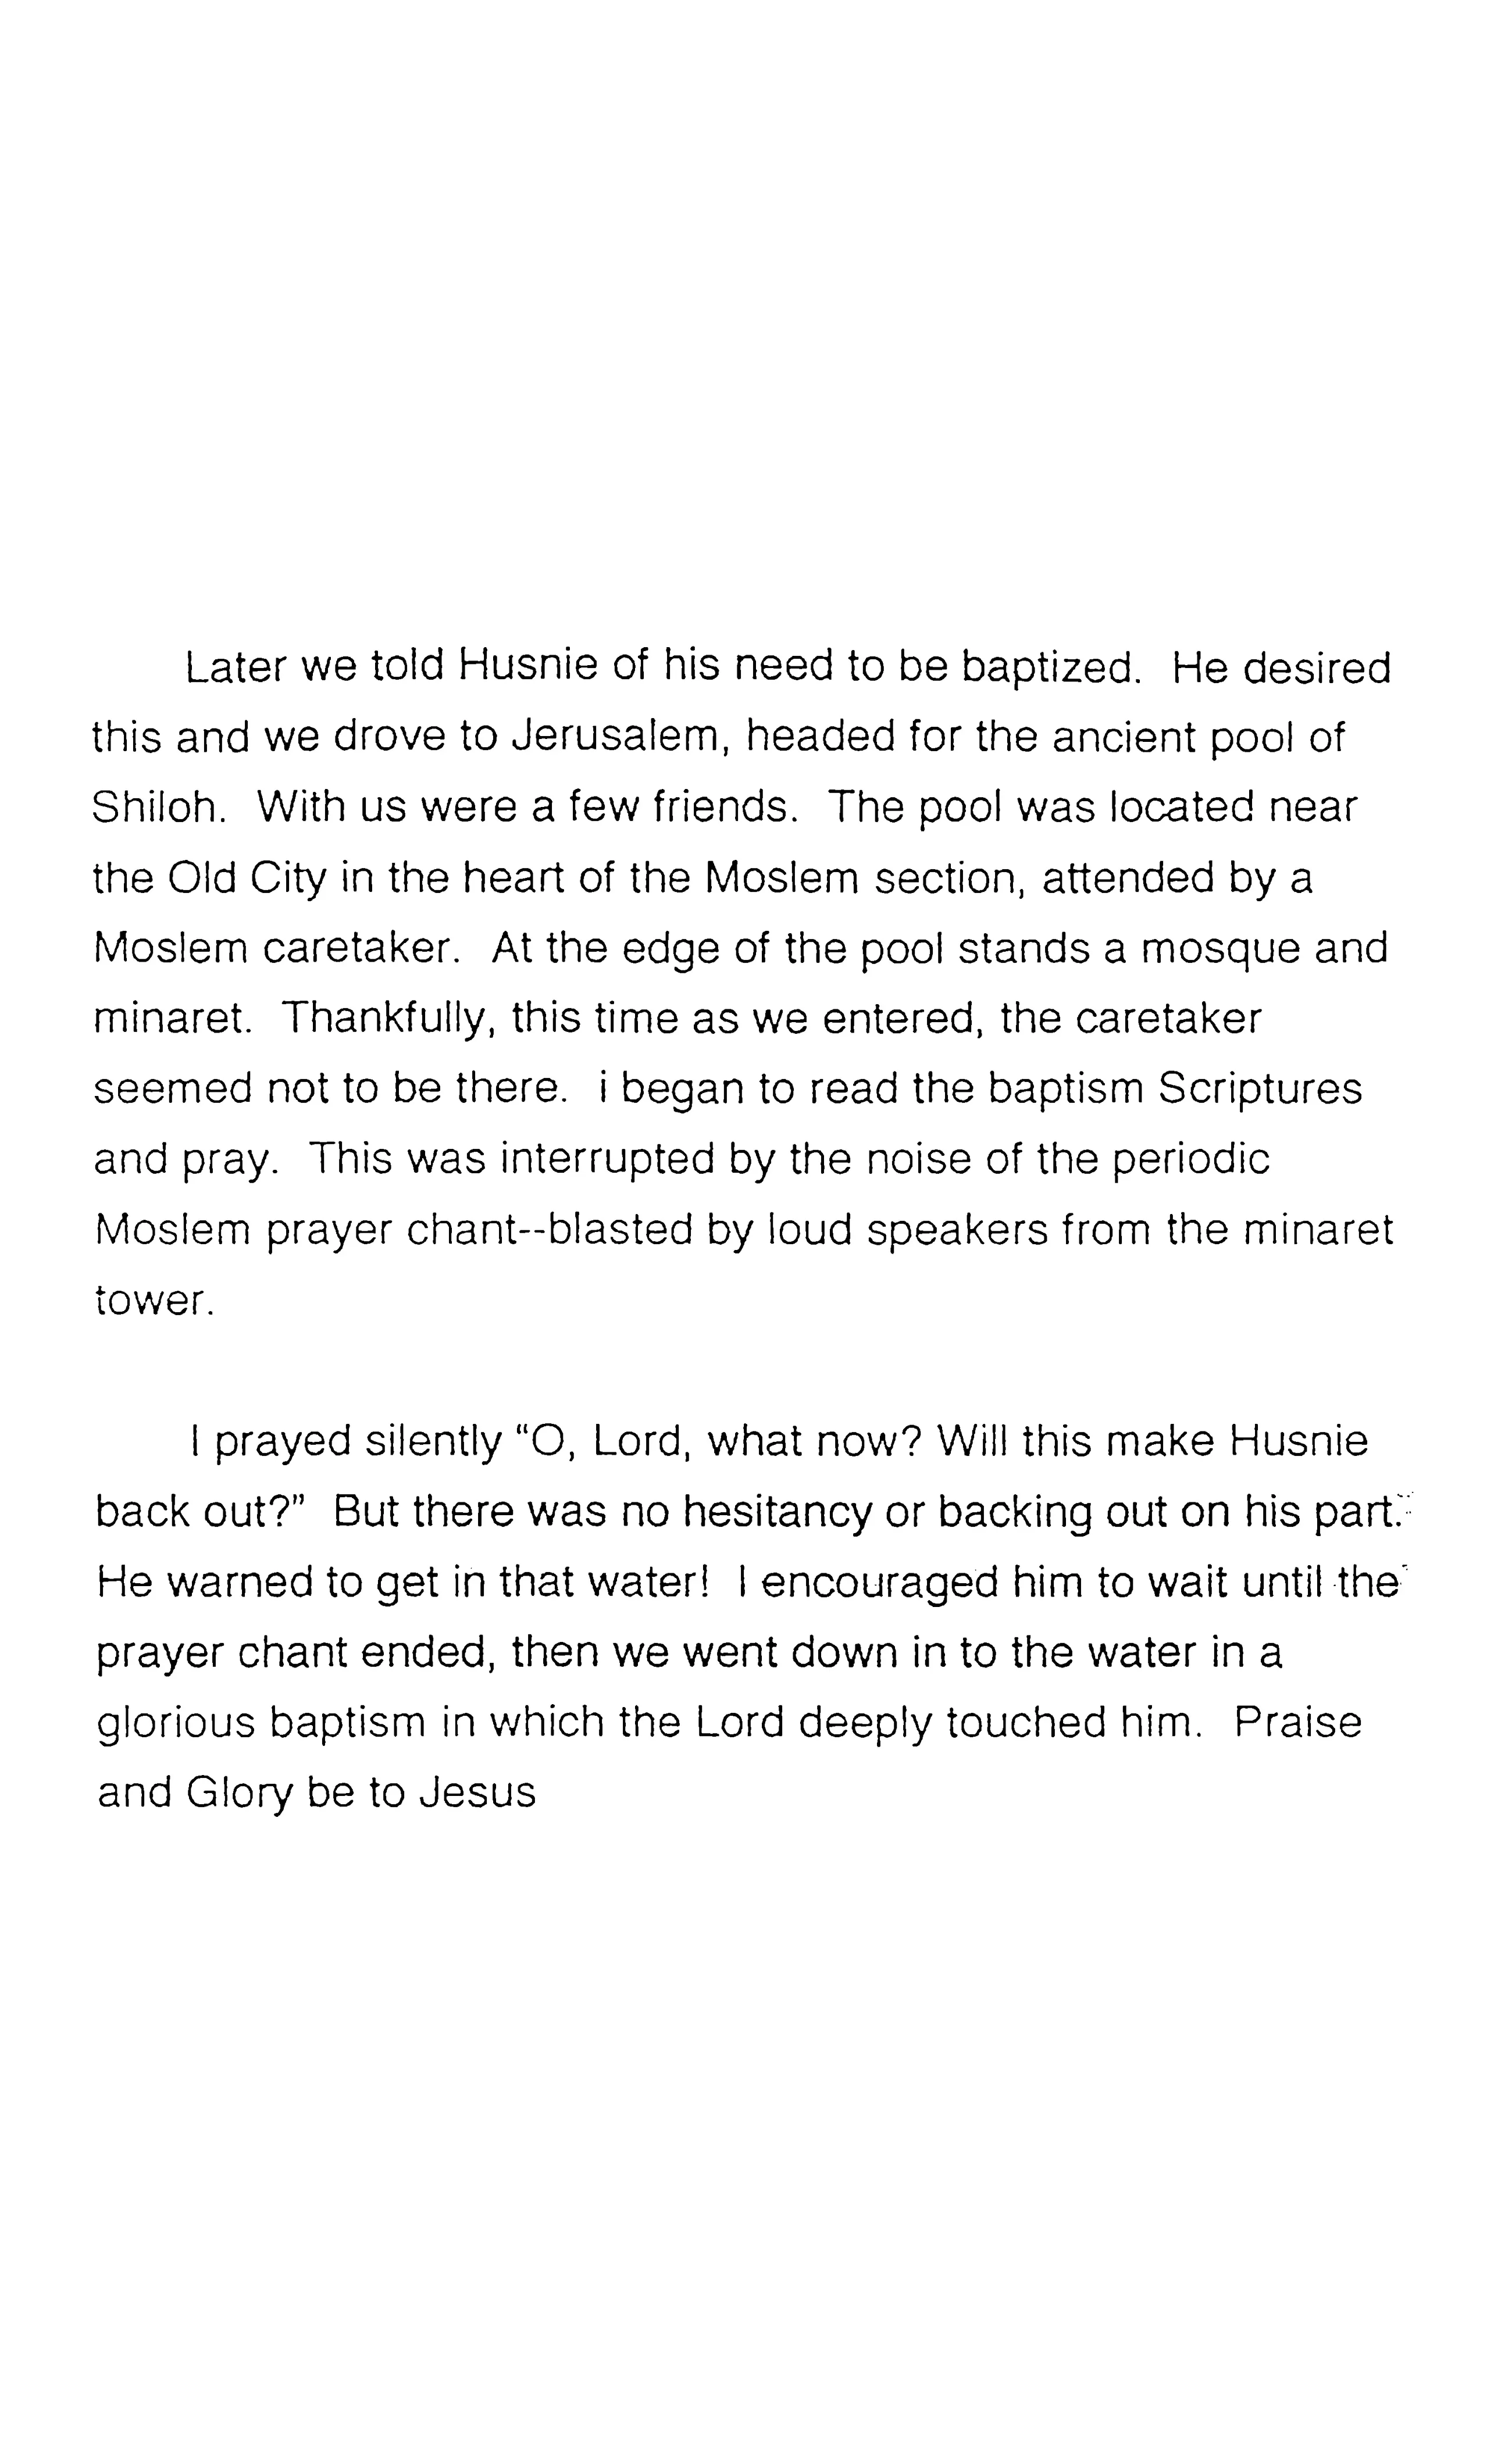 Later we told Husnie of his need to be baptized. He desired
this and we drove to Jerusalem, headed for the ancient pool of
Shiloh. With us were a few friends. The pool was located near
the Old City in the heart of the Moslem section, attended by a
Moslem caretaker. At the edge of the pool stands a mosque and
minaret. Thankfully, this time as we entered, the caretaker
seemed not to be there. i began to read the baptism Scriptures
and pray. This was interrupted by the noise of the periodic
Moslem prayer chant--blasted by loud speakers from the minaret
tower.
I prayed silently "O, Lord, what now? Will this make Husnie
back out?" But there was no hesitancy or backing out on his part.
He warned to get in that water! I encouraged him to wait until the
prayer chant ended, then we went down in to the water in a
glorious baptism in which the Lord deeply touched him. Praise
and Glory be to Jesus